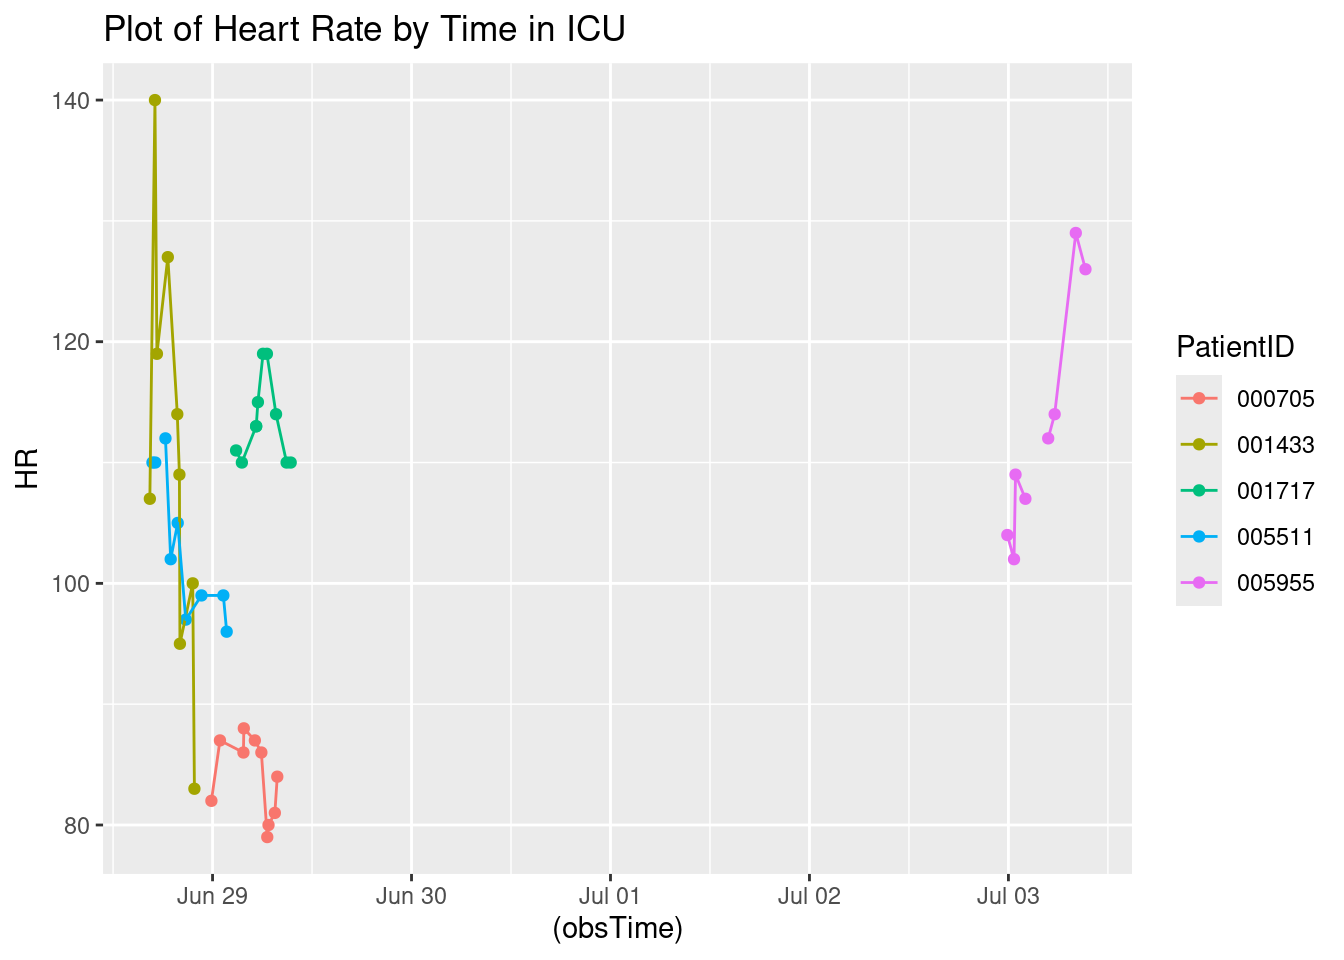 Plot of Heart Rate by Time in ICU
140
120
100
80
HR
Jun 29 Jun 30 Jul 01 Jul 02 Jul 03
(obsTime)
PatientID
000705
001433
001717
005511
005955